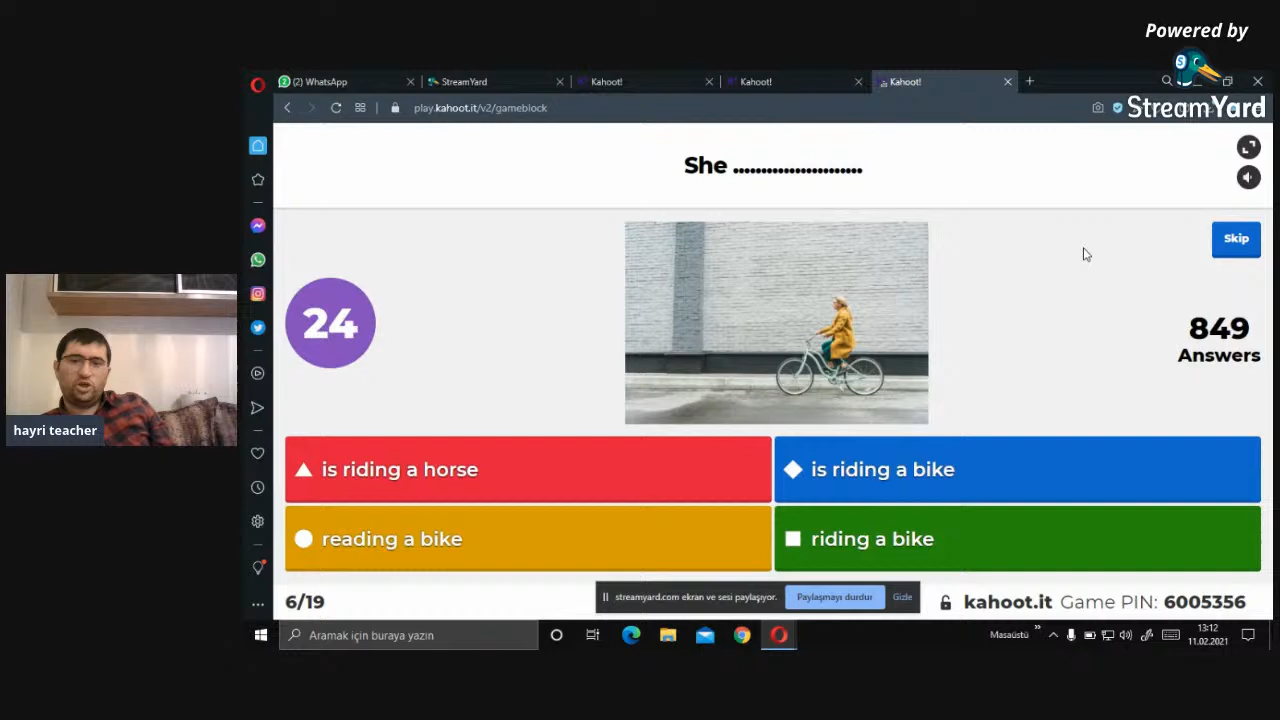 Powered by
StreamYard
(2) WhatsApp
StreamYard
Kahoot!
Kahoot!
Kahoot!
play.kahoot.it/v2/gameblock
She .......................
Skip
24
849
Answers
hayri teacher
is riding a horse
is riding a bike
reading a bike
riding a bike
6/19
streamyard.com ekran ve sesi paylaşıyor.
Paylaşmayı durdur
Gizle
kahoot.it Game PIN: 6005356
Aramak için buraya yazın
Masaüstü
13:12
11.02.2021